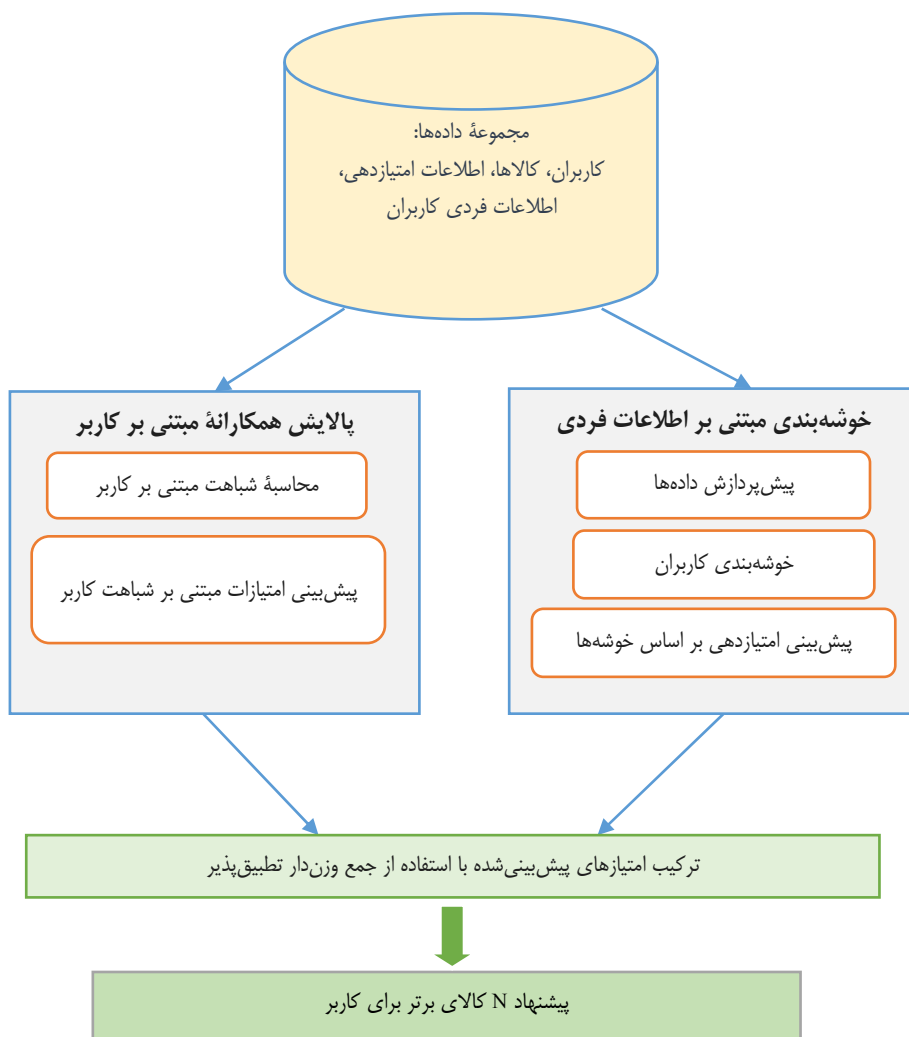 مجموعهٔ داده‌ها:
کاربران، کالاها، اطلاعات امتیازدهی،
اطلاعات فردی کاربران
خوشه‌بندی مبتنی بر اطلاعات فردی
پیش‌پردازش داده‌ها
خوشه‌بندی کاربران
پیش‌بینی امتیازدهی بر اساس خوشه‌ها
پالایش همکارانهٔ مبتنی بر کاربر
محاسبهٔ شباهت مبتنی بر کاربر
پیش‌بینی امتیازات مبتنی بر شباهت کاربر
ترکیب امتیازهای پیش‌بینی‌شده با استفاده از جمع وزن‌دار تطبیق‌پذیر
پیشنهاد N کالای برتر برای کاربر